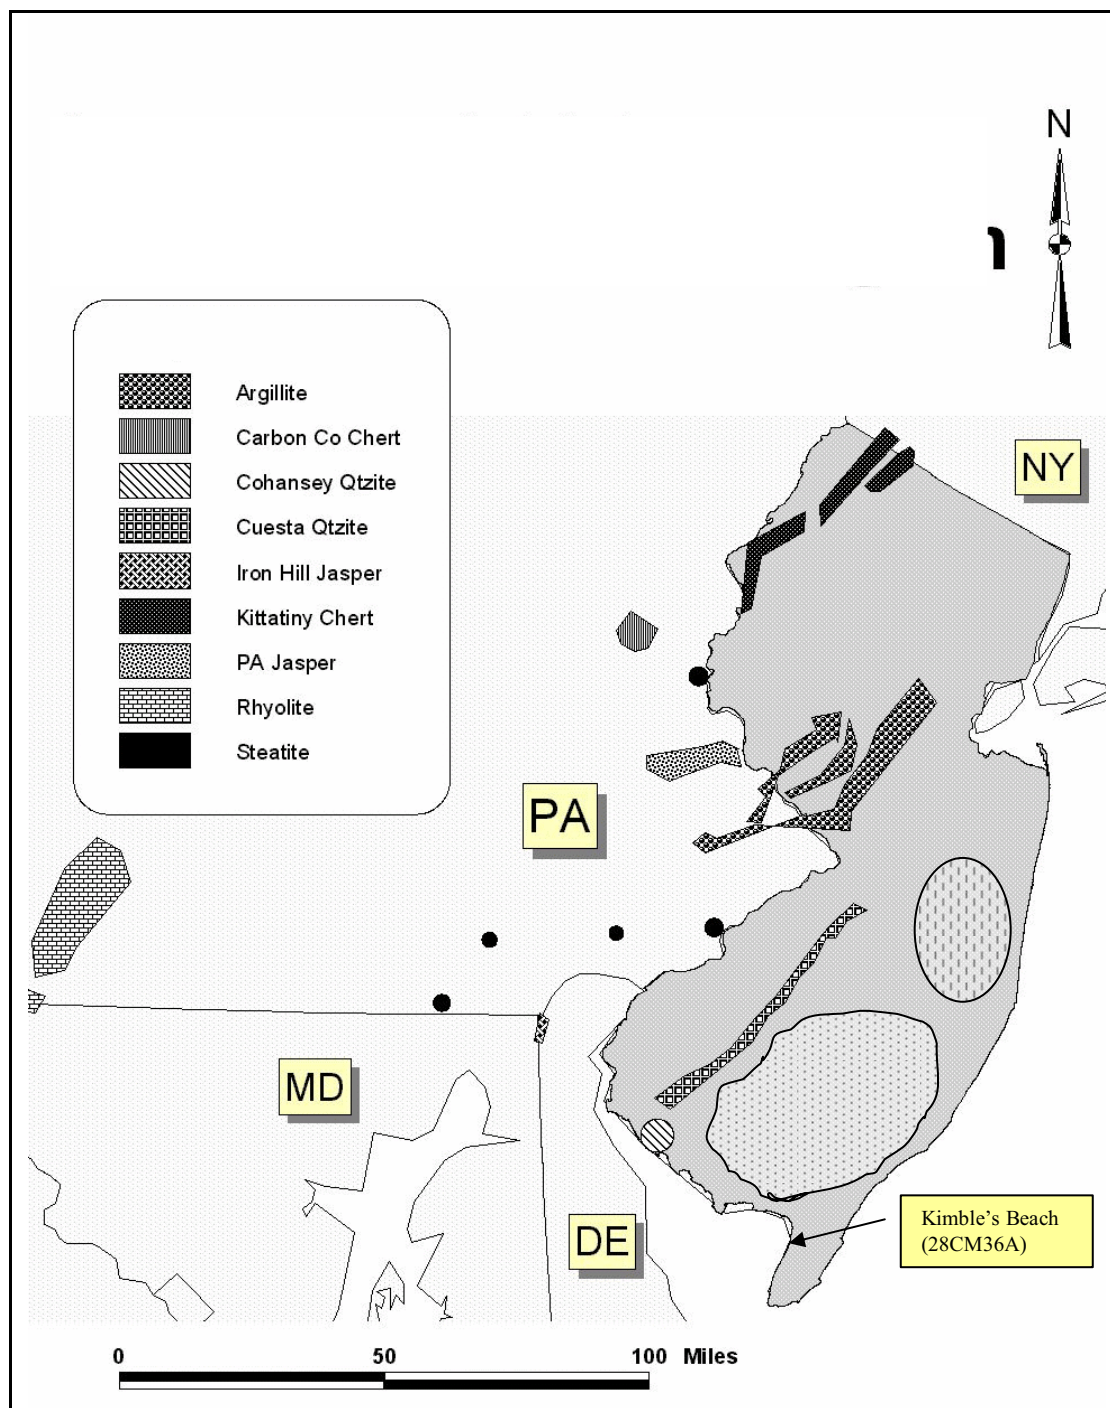 N
n
Argillite
Carbon Co Chert
Cohansey Qtzite
Cuesta Qtzite
Iron Hill Jasper
Kittatiny Chert
PA Jasper
Rhyolite
Steatite
NY
PA
MD
DE
Kimble's Beach
(28CM36A)
0 50 100 Miles